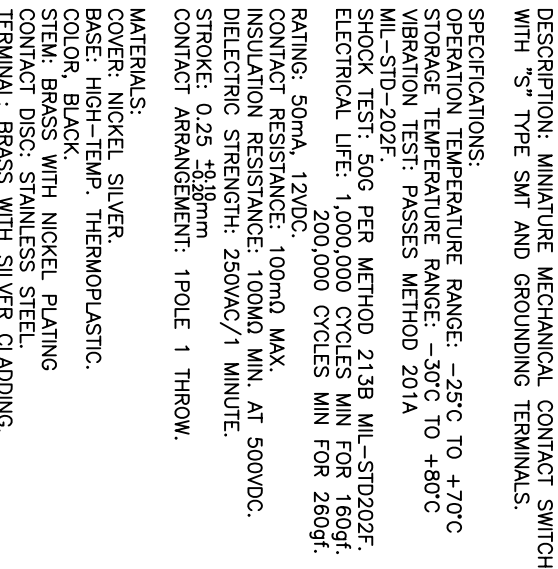 DESCRIPTION: MINIATURE MECHANICAL CONTACT SWITCH
WITH "S" TYPE SMT AND GROUNDING TERMINALS.
SPECIFICATIONS:
OPERATION TEMPERATURE RANGE: -25°C TO +70°C
STORAGE TEMPERATURE RANGE: -30°C TO +80°C
VIBRATION TEST: PASSES METHOD 201A
MIL-STD-202F.
SHOCK TEST: 50G PER METHOD 213B MIL-STD202F.
ELECTRICAL LIFE: 1,000,000 CYCLES MIN FOR 160gf.
200,000 CYCLES MIN FOR 260gf.
RATING: 50mA, 12VDC.
CONTACT RESISTANCE: 100mΩ MAX.
INSULATION RESISTANCE: 100MΩ MIN. AT 500VDC.
DIELECTRIC STRENGTH: 250VAC/1 MINUTE.
STROKE: 0.25 +0.10 -0.20mm
CONTACT ARRANGEMENT: 1POLE 1 THROW.
MATERIALS:
COVER: NICKEL SILVER.
BASE: HIGH-TEMP. THERMOPLASTIC.
COLOR, BLACK.
STEM: BRASS WITH NICKEL PLATING
CONTACT DISC: STAINLESS STEEL.
TERMINAL: BRASS WITH SILVER CLADDING.